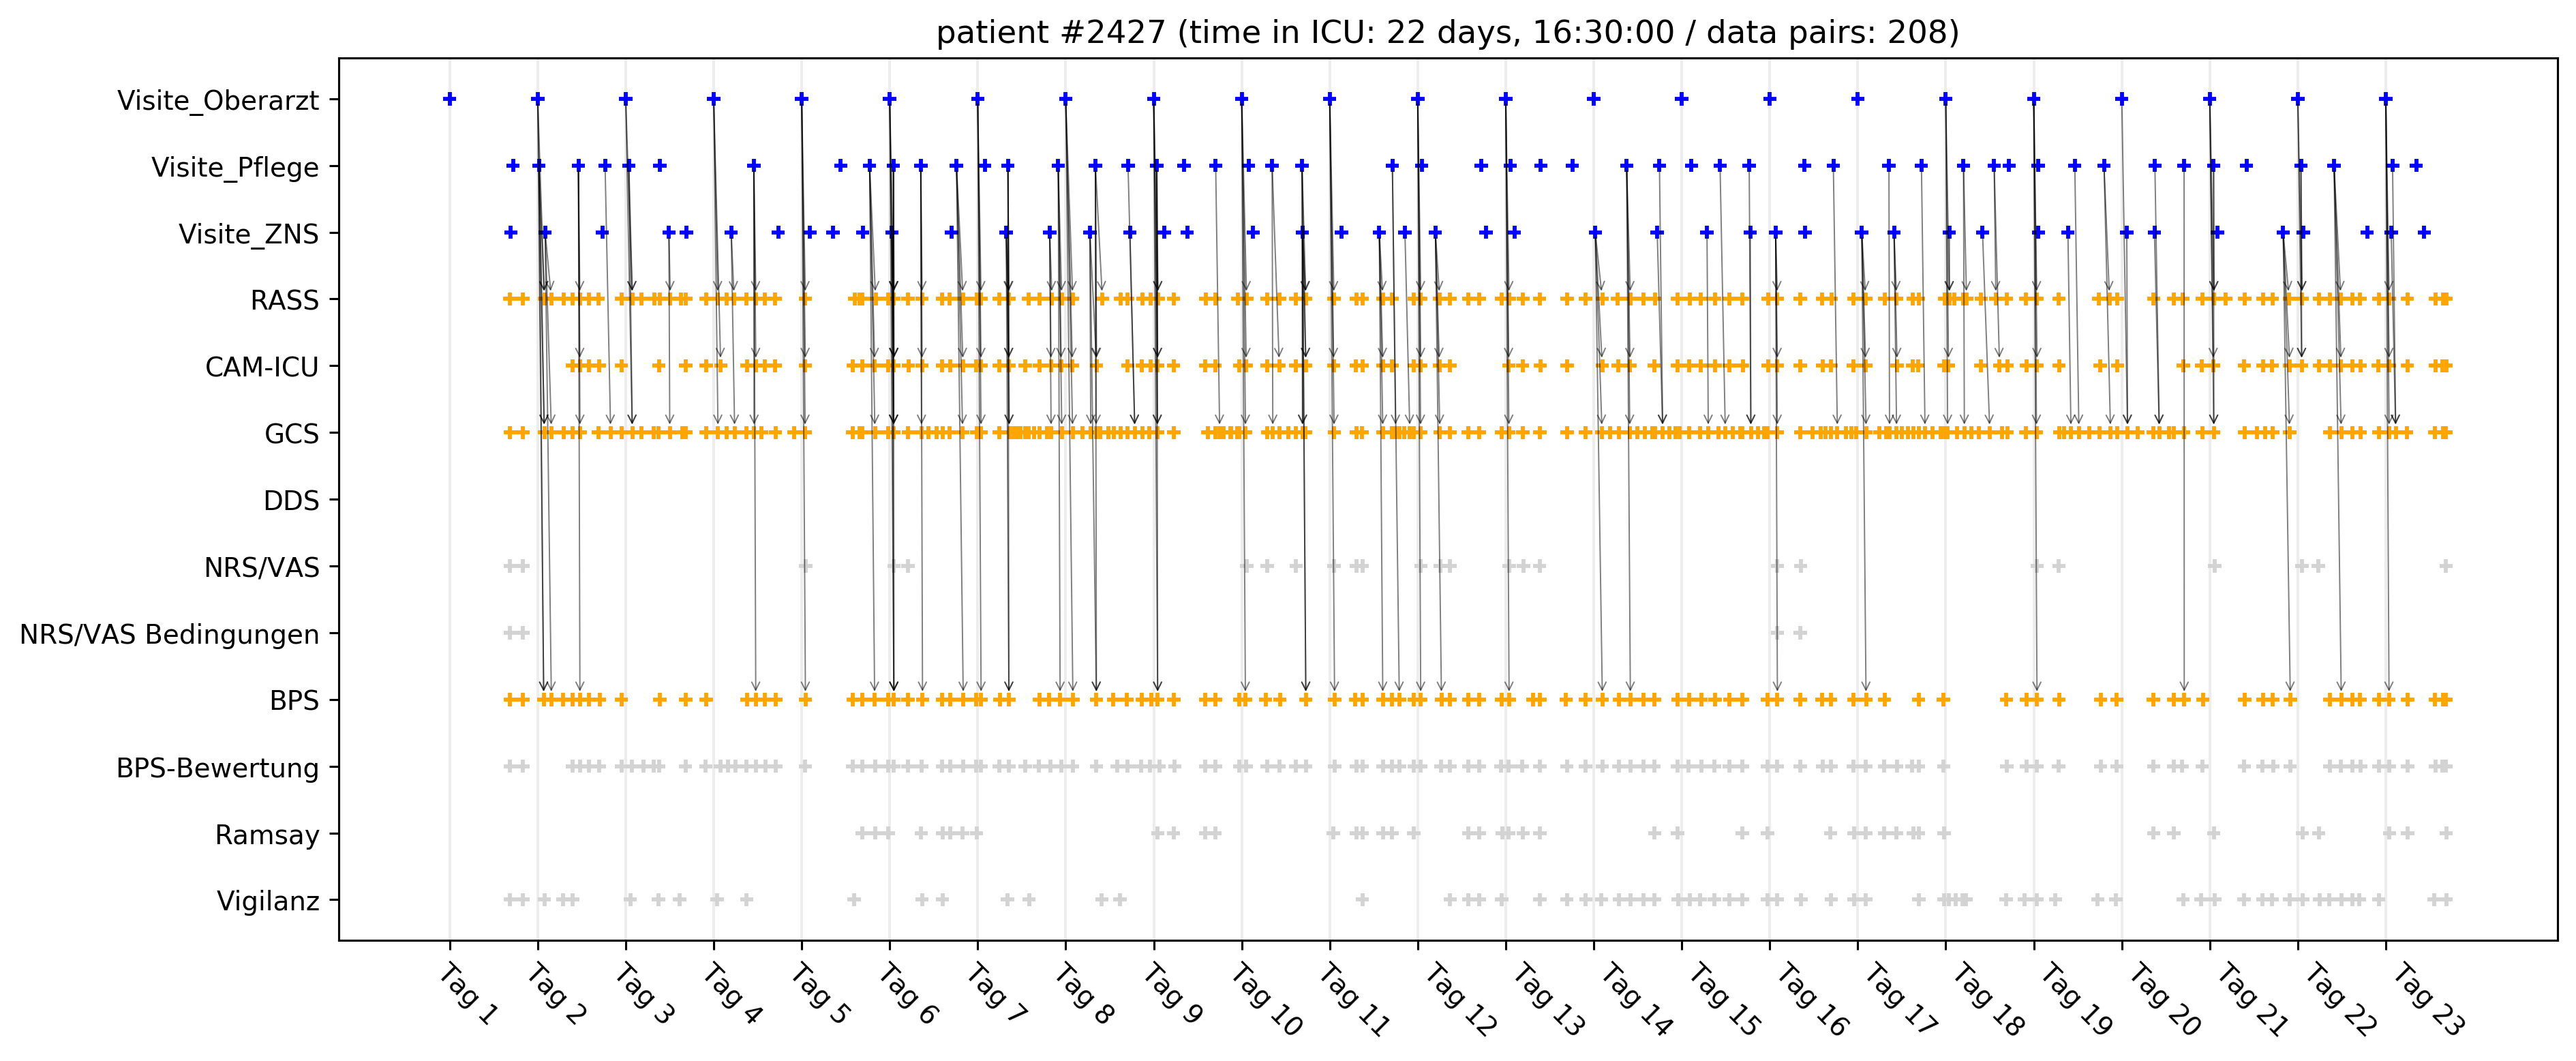 patient #2427 (time in ICU: 22 days, 16:30:00 / data pairs: 208)
Visite_Oberarzt
Visite_Pflege
Visite_ZNS
RASS
CAM-ICU
GCS
DDS
NRS/VAS
NRS/VAS Bedingungen
BPS
BPS-Bewertung
Ramsay
Vigilanz
Tag 1
Tag 2
Tag 3
Tag 4
Tag 5
Tag 6
Tag 7
Tag 8
Tag 9
Tag 10
Tag 11
Tag 12
Tag 13
Tag 14
Tag 15
Tag 16
Tag 17
Tag 18
Tag 19
Tag 20
Tag 21
Tag 22
Tag 23